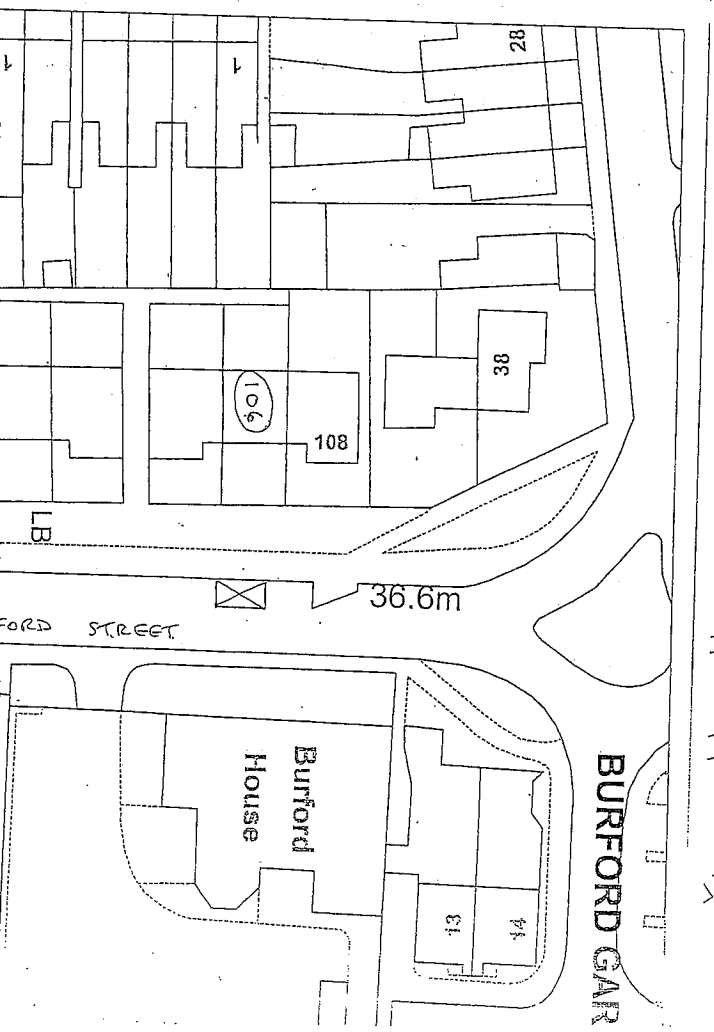 28
1
1
38
106
108
LB
36.6m
FORD STREET
Burford
House
BURFORD GAR
13
14